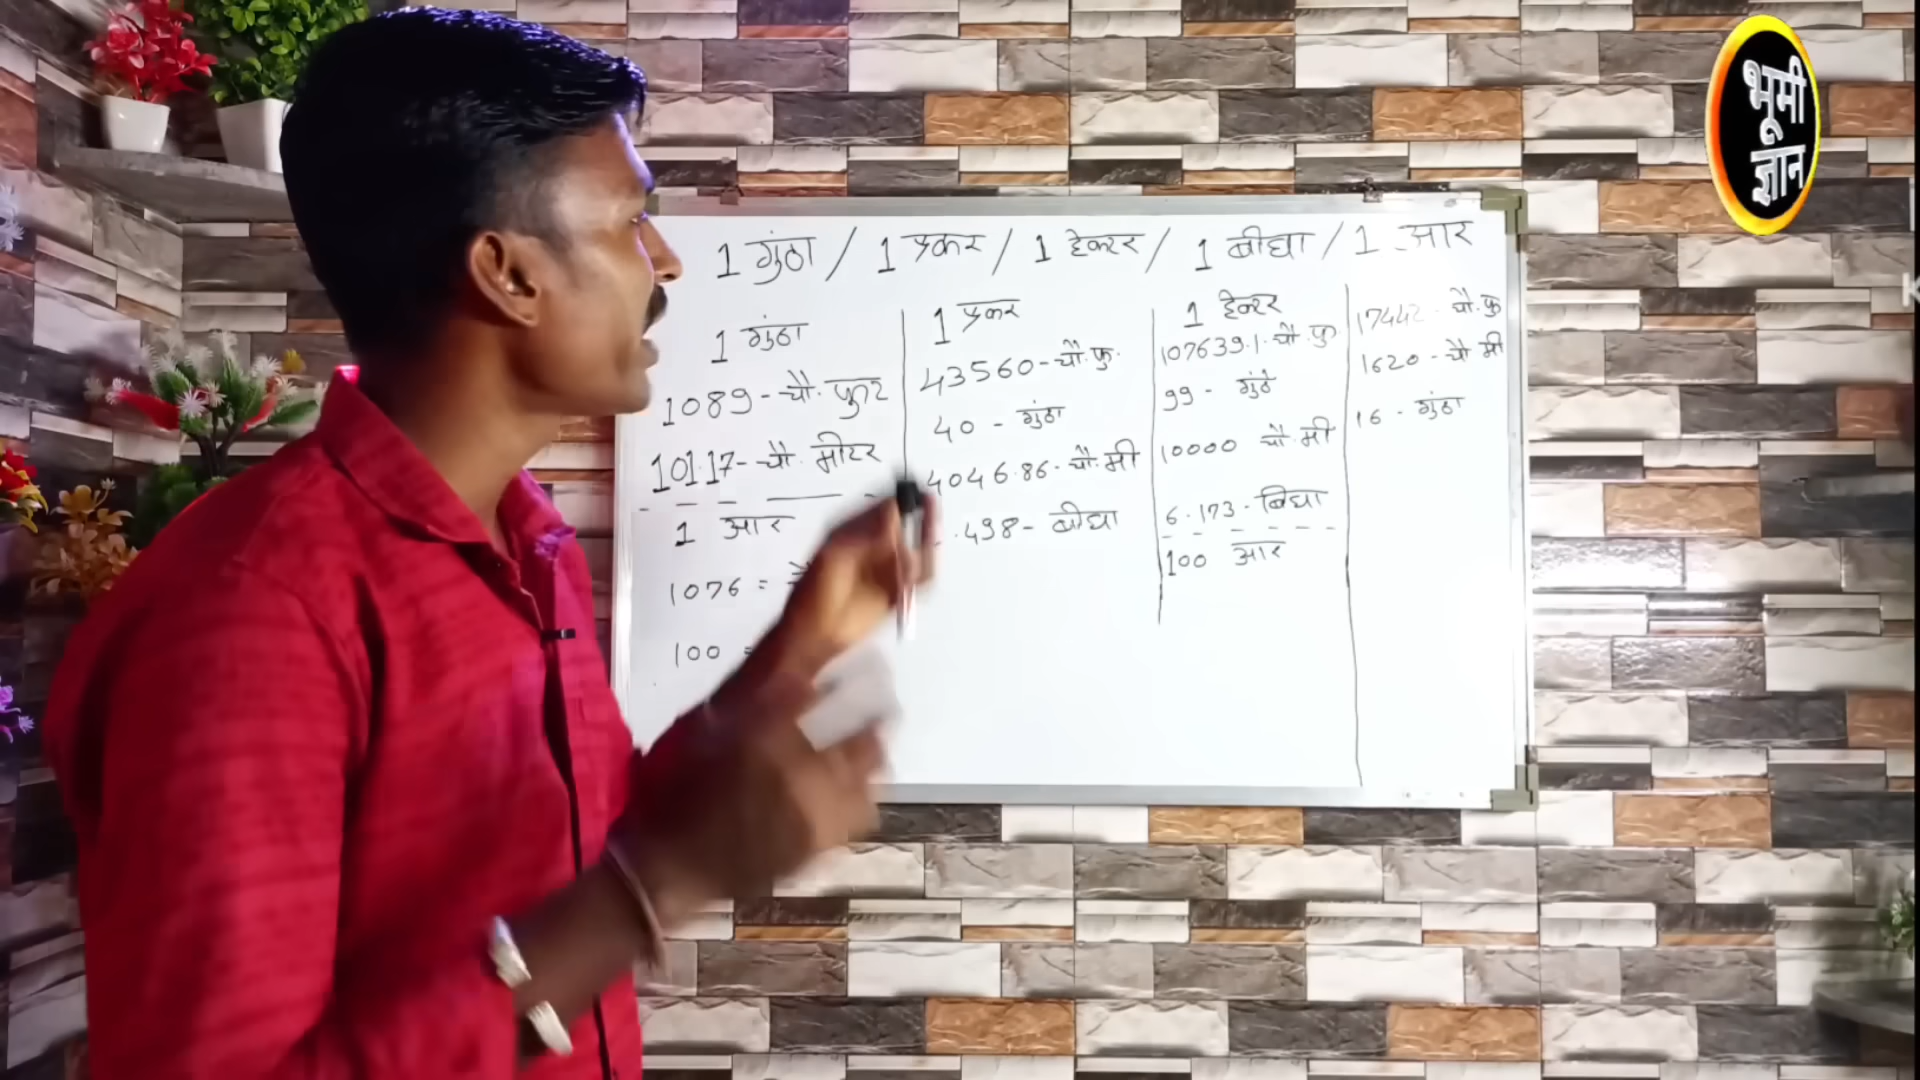 भूमी
ज्ञान
1 गुंठा / 1 एकर / 1 हेक्टर / 1 बीघा / 1 आर
1 गुंठा
1089 - चौ. फुट
101.17 - चौ. मीटर
1 आर
1076 =
100 =
1 एकर
43560 - चौ. फु.
40 - गुंठा
4046.86 - चौ. मी
.498 - बीघा
1 हेक्टर
107639.1 - चौ. फु
99 - गुंठे
10000 चौ. मी
6.173 - बिघा
100 आर
17442 - चौ. फु
1620 - चौ मी
16 - गुंठा